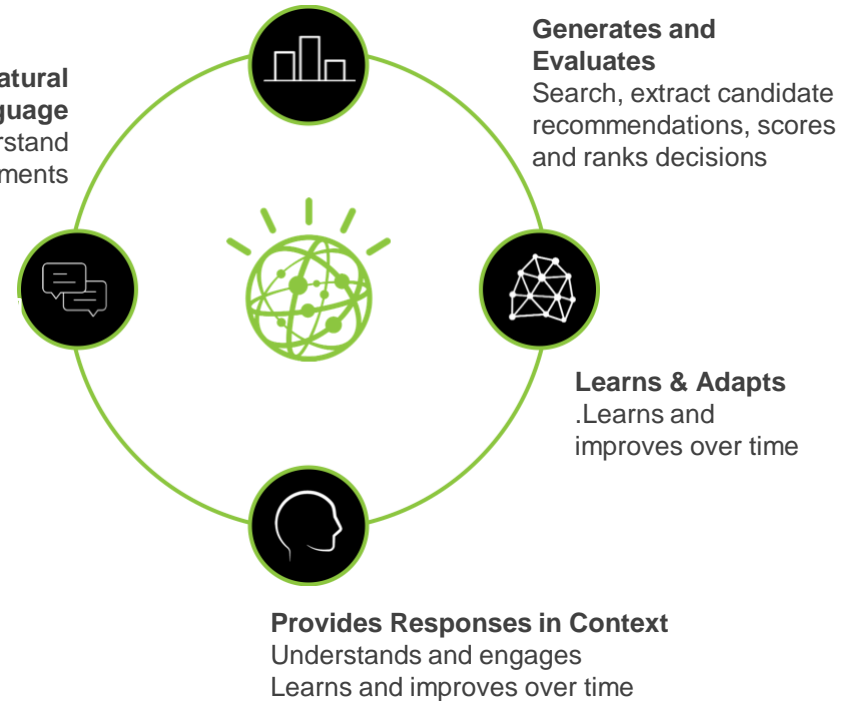 Generates and
Evaluates
Search, extract candidate
recommendations, scores
and ranks decisions
atural
guage
rstand
ments
Learns & Adapts
.Learns and
improves over time
Provides Responses in Context
Understands and engages
Learns and improves over time